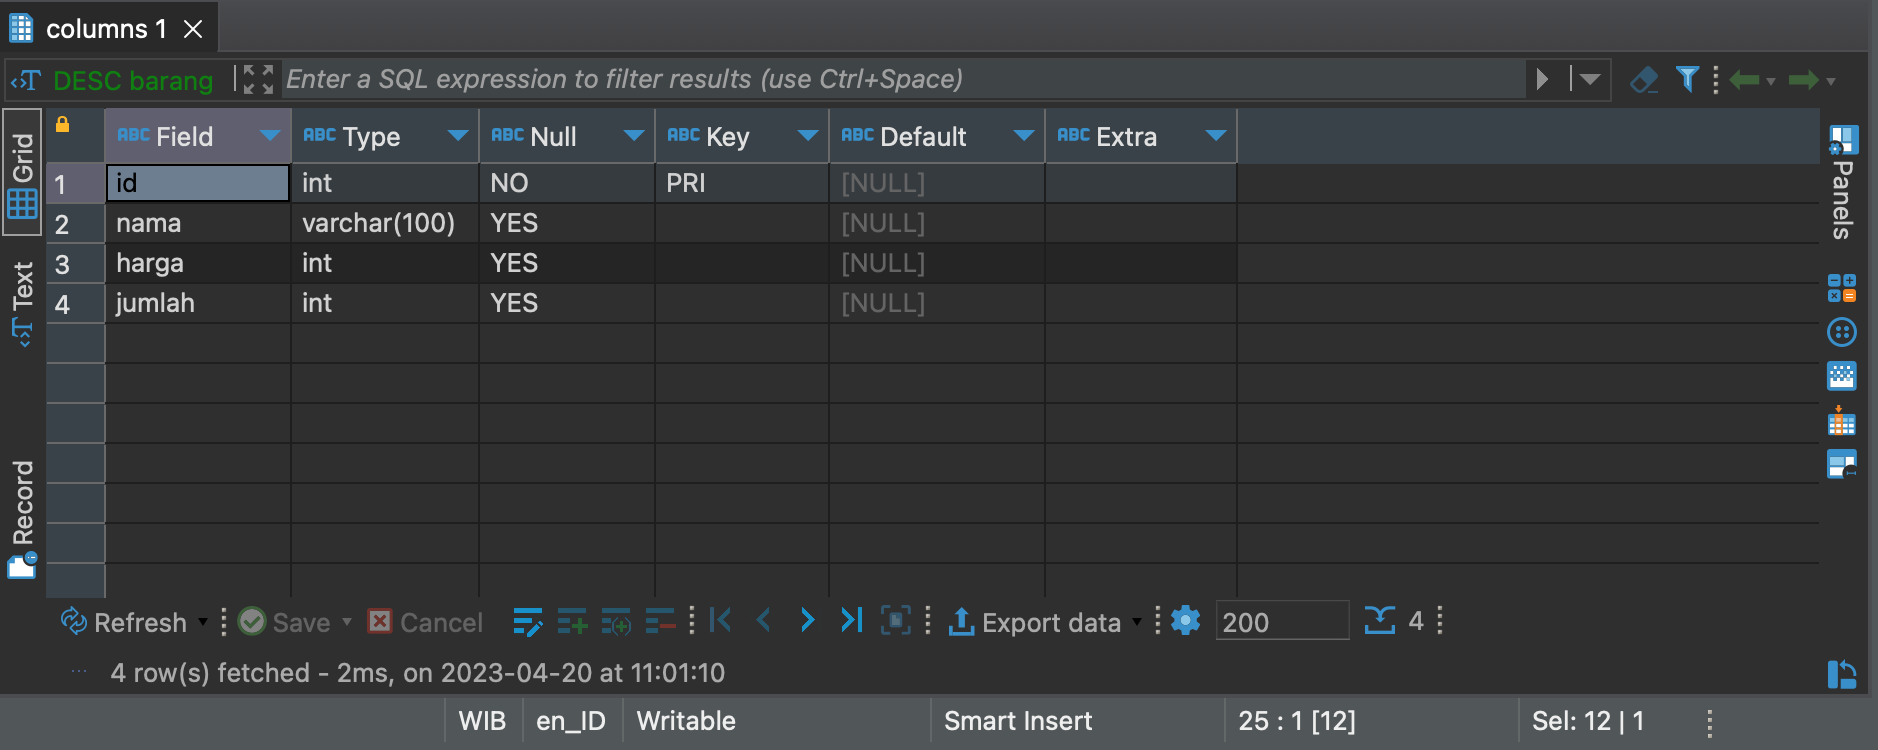 columns 1
DESC barang Enter a SQL expression to filter results (use Ctrl+Space)
Grid
Text
Record
ABC Field ABC Type ABC Null ABC Key ABC Default ABC Extra
1 id int NO PRI [NULL]
2 nama varchar(100) YES [NULL]
3 harga int YES [NULL]
4 jumlah int YES [NULL]
Panels
Refresh Save Cancel Export data 200 4
4 row(s) fetched - 2ms, on 2023-04-20 at 11:01:10
WIB en_ID Writable Smart Insert 25 : 1 [12] Sel: 12 | 1